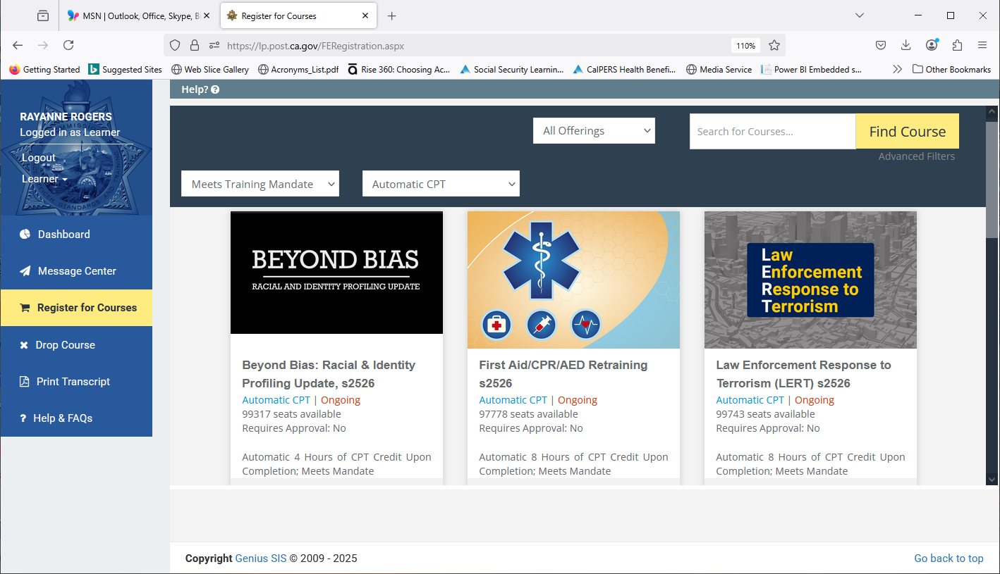 MSN | Outlook, Office, Skype, B
Register for Courses
https://lp.post.ca.gov/FERegistration.aspx
110%
Getting Started
Suggested Sites
Web Slice Gallery
Acronyms_List.pdf
Rise 360: Choosing Ac...
Social Security Learnin...
CalPERS Health Benefi...
Media Service
Power BI Embedded s...
Other Bookmarks
RAYANNE ROGERS
Logged in as Learner
Logout
Learner
Dashboard
Message Center
Register for Courses
Drop Course
Print Transcript
Help & FAQs
Help?
All Offerings
Search for Courses...
Find Course
Advanced Filters
Meets Training Mandate
Automatic CPT
BEYOND BIAS
RACIAL AND IDENTITY PROFILING UPDATE
Beyond Bias: Racial & Identity
Profiling Update, s2526
Automatic CPT | Ongoing
99317 seats available
Requires Approval: No
Automatic 4 Hours of CPT Credit Upon
Completion; Meets Mandate
First Aid/CPR/AED Retraining
s2526
Automatic CPT | Ongoing
97778 seats available
Requires Approval: No
Automatic 8 Hours of CPT Credit Upon
Completion; Meets Mandate
Law
Enforcement
Response to
Terrorism
Law Enforcement Response to
Terrorism (LERT) s2526
Automatic CPT | Ongoing
99743 seats available
Requires Approval: No
Automatic 8 Hours of CPT Credit Upon
Completion; Meets Mandate
Copyright Genius SIS © 2009 - 2025
Go back to top